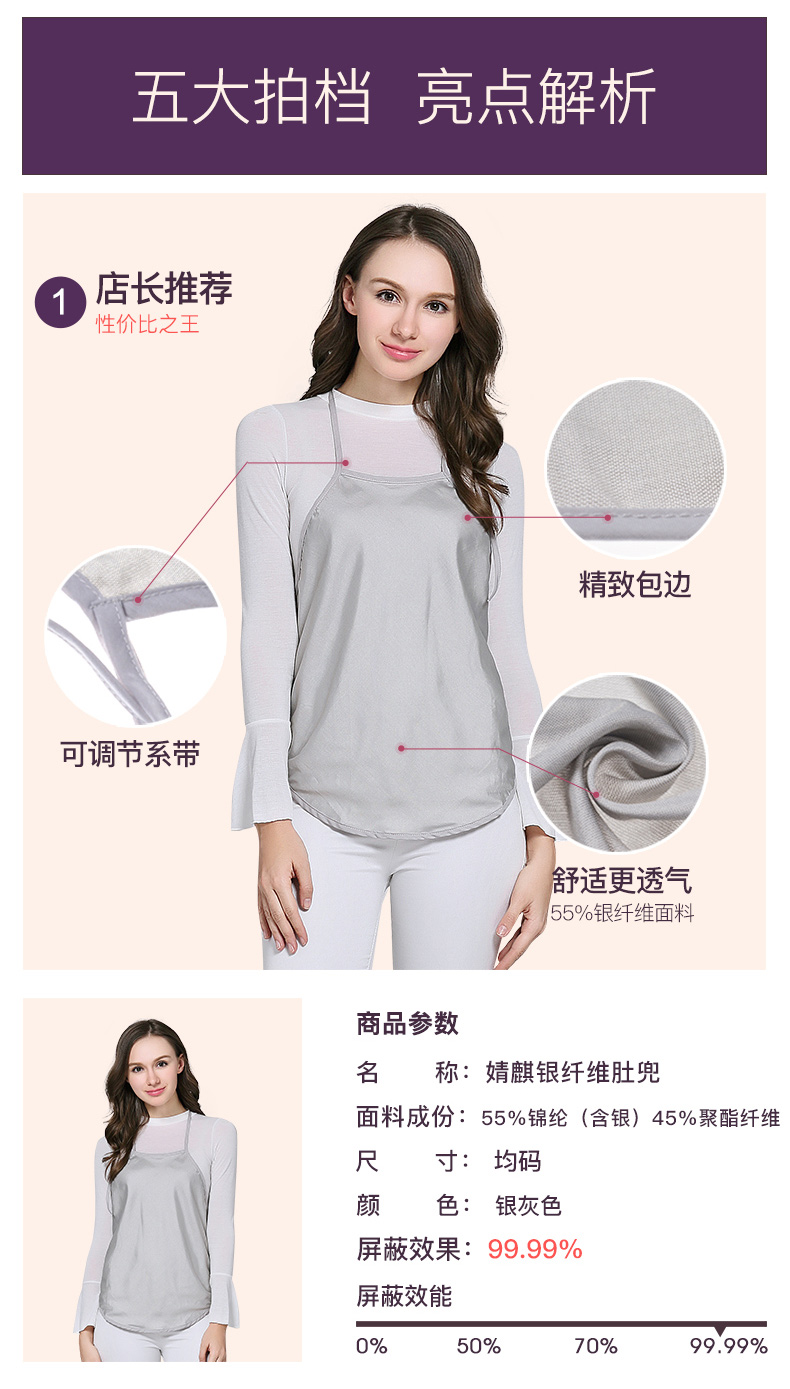 五大拍档 亮点解析
1 店长推荐
性价比之王
精致包边
可调节系带
舒适更透气
55%银纤维面料
商品参数
名 称：婧麒银纤维肚兜
面料成份：55%锦纶（含银）45%聚酯纤维
尺 寸：均码
颜 色：银灰色
屏蔽效果：99.99%
屏蔽效能
0% 50% 70% 99.99%